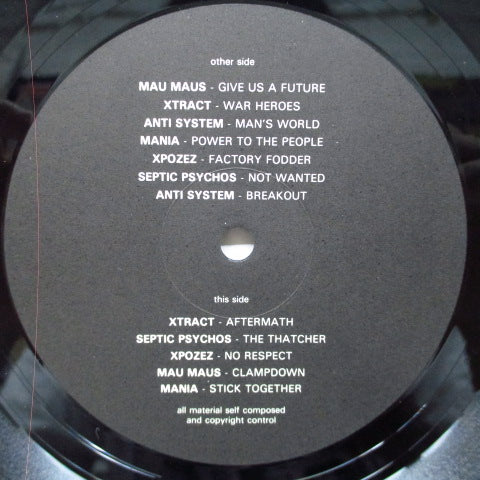 other side
MAU MAUS - GIVE US A FUTURE
XTRACT - WAR HEROES
ANTI SYSTEM - MAN'S WORLD
MANIA - POWER TO THE PEOPLE
XPOZEZ - FACTORY FODDER
SEPTIC PSYCHOS - NOT WANTED
ANTI SYSTEM - BREAKOUT
this side
XTRACT - AFTERMATH
SEPTIC PSYCHOS - THE THATCHER
XPOZEZ - NO RESPECT
MAU MAUS - CLAMPDOWN
MANIA - STICK TOGETHER
all material self composed
and copyright control